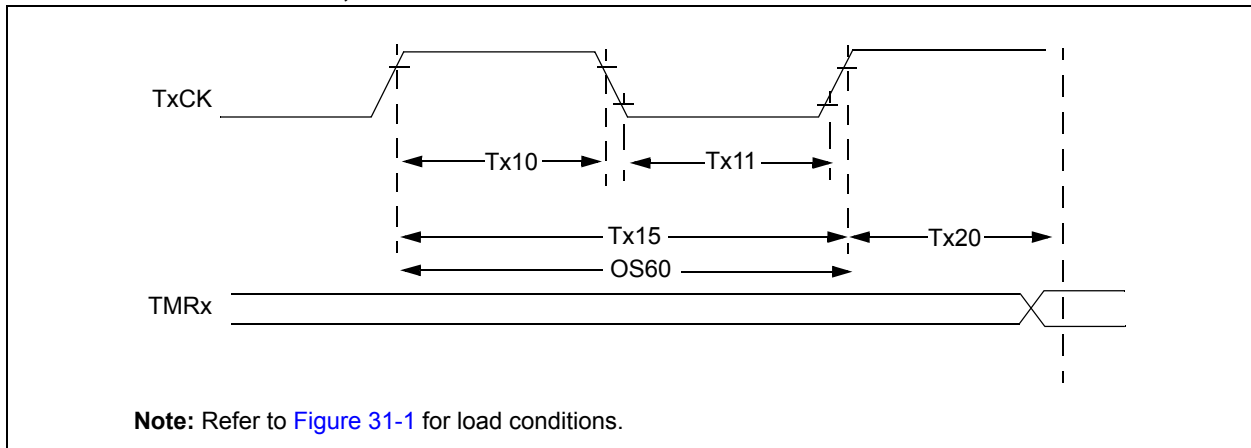 TxCK
Tx10
Tx11
Tx15
Tx20
OS60
TMRx
Note: Refer to Figure 31-1 for load conditions.